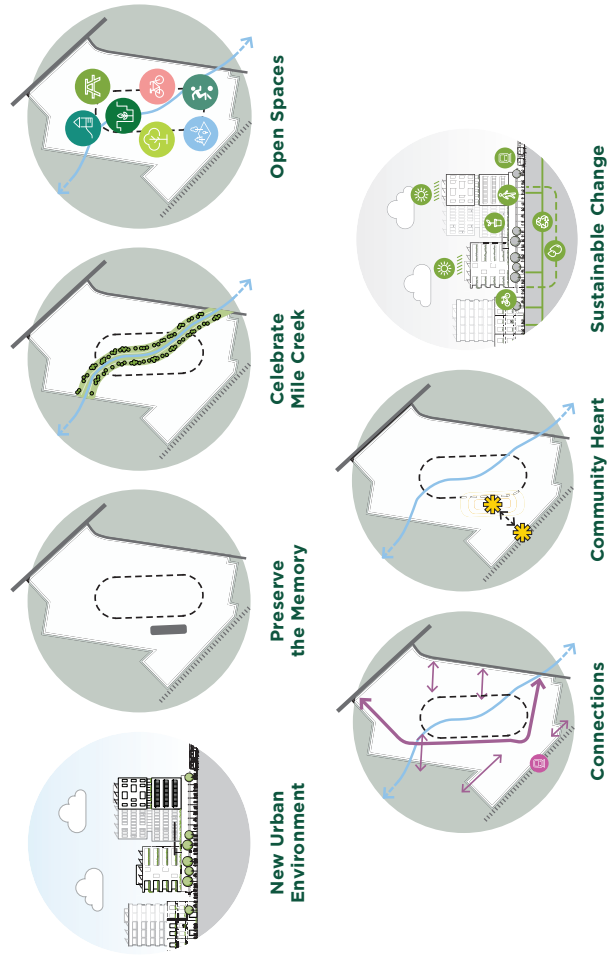 New Urban
Environment
Preserve
the Memory
Celebrate
Mile Creek
Open Spaces
Connections
Community Heart
Sustainable Change